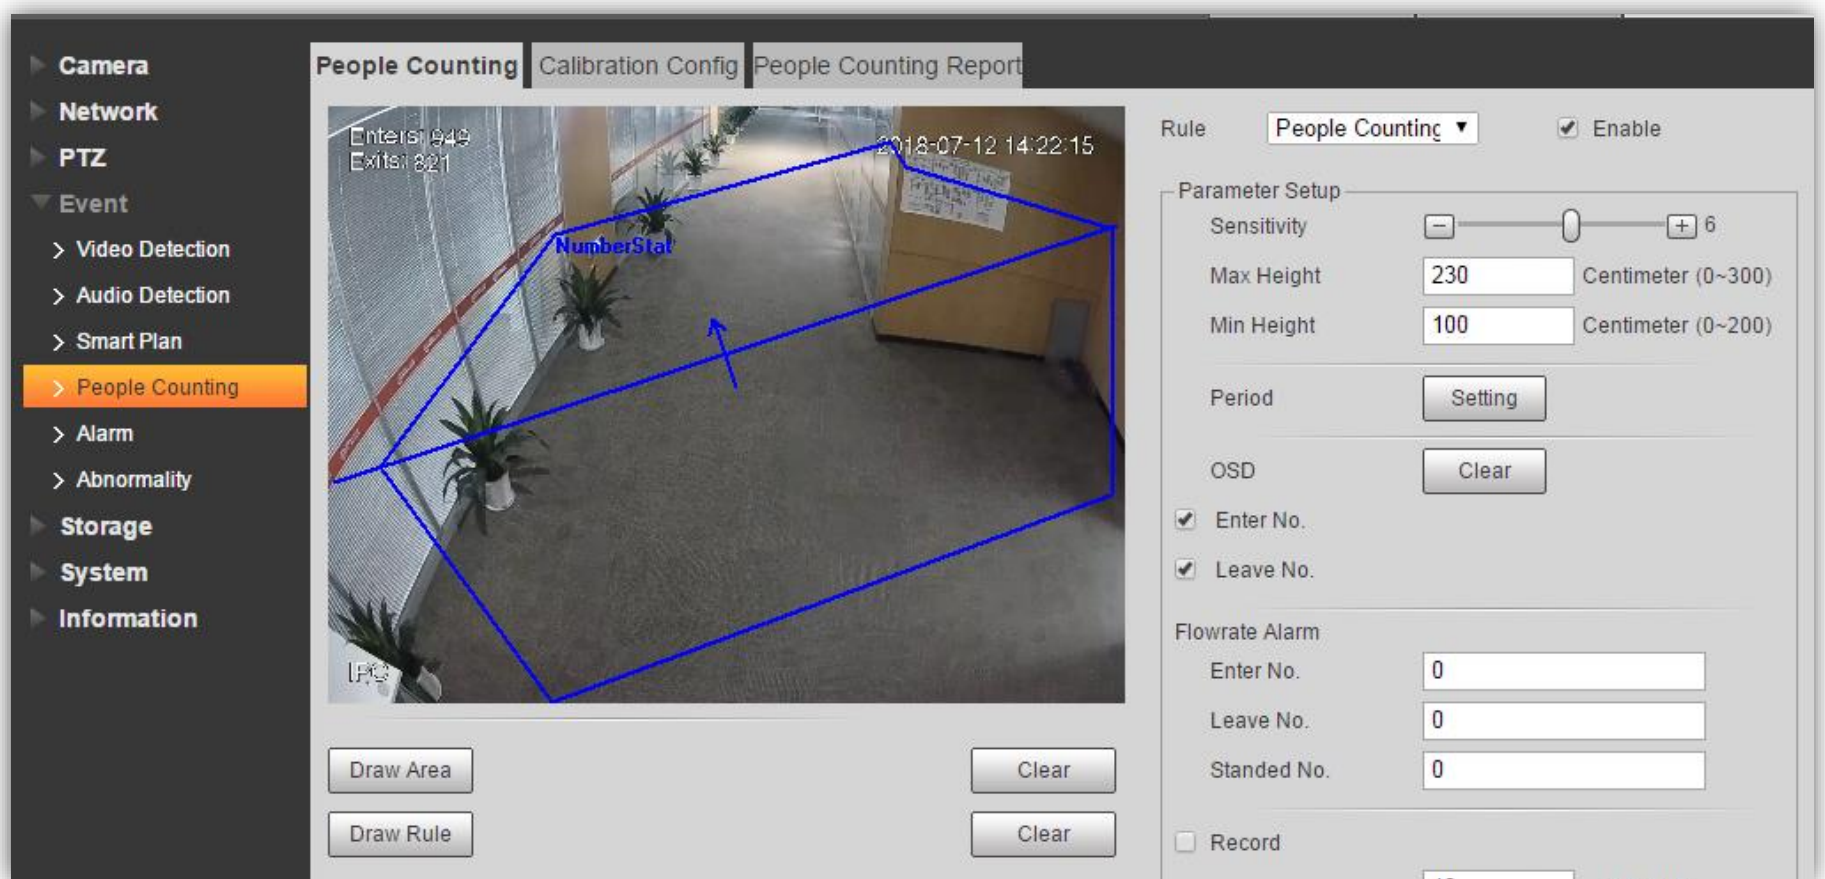 Camera
Network
PTZ
Event
Video Detection
Audio Detection
Smart Plan
People Counting
Alarm
Abnormality
Storage
System
Information
People Counting
Calibration Config
People Counting Report
Enters: 949
Exits: 821
2018-07-12 14:22:15
NumberStat
IPC
Draw Area
Clear
Draw Rule
Clear
Rule People Counting Enable
Parameter Setup
Sensitivity 6
Max Height 230 Centimeter (0~300)
Min Height 100 Centimeter (0~200)
Period Setting
OSD Clear
Enter No.
Leave No.
Flowrate Alarm
Enter No. 0
Leave No. 0
Standed No. 0
Record